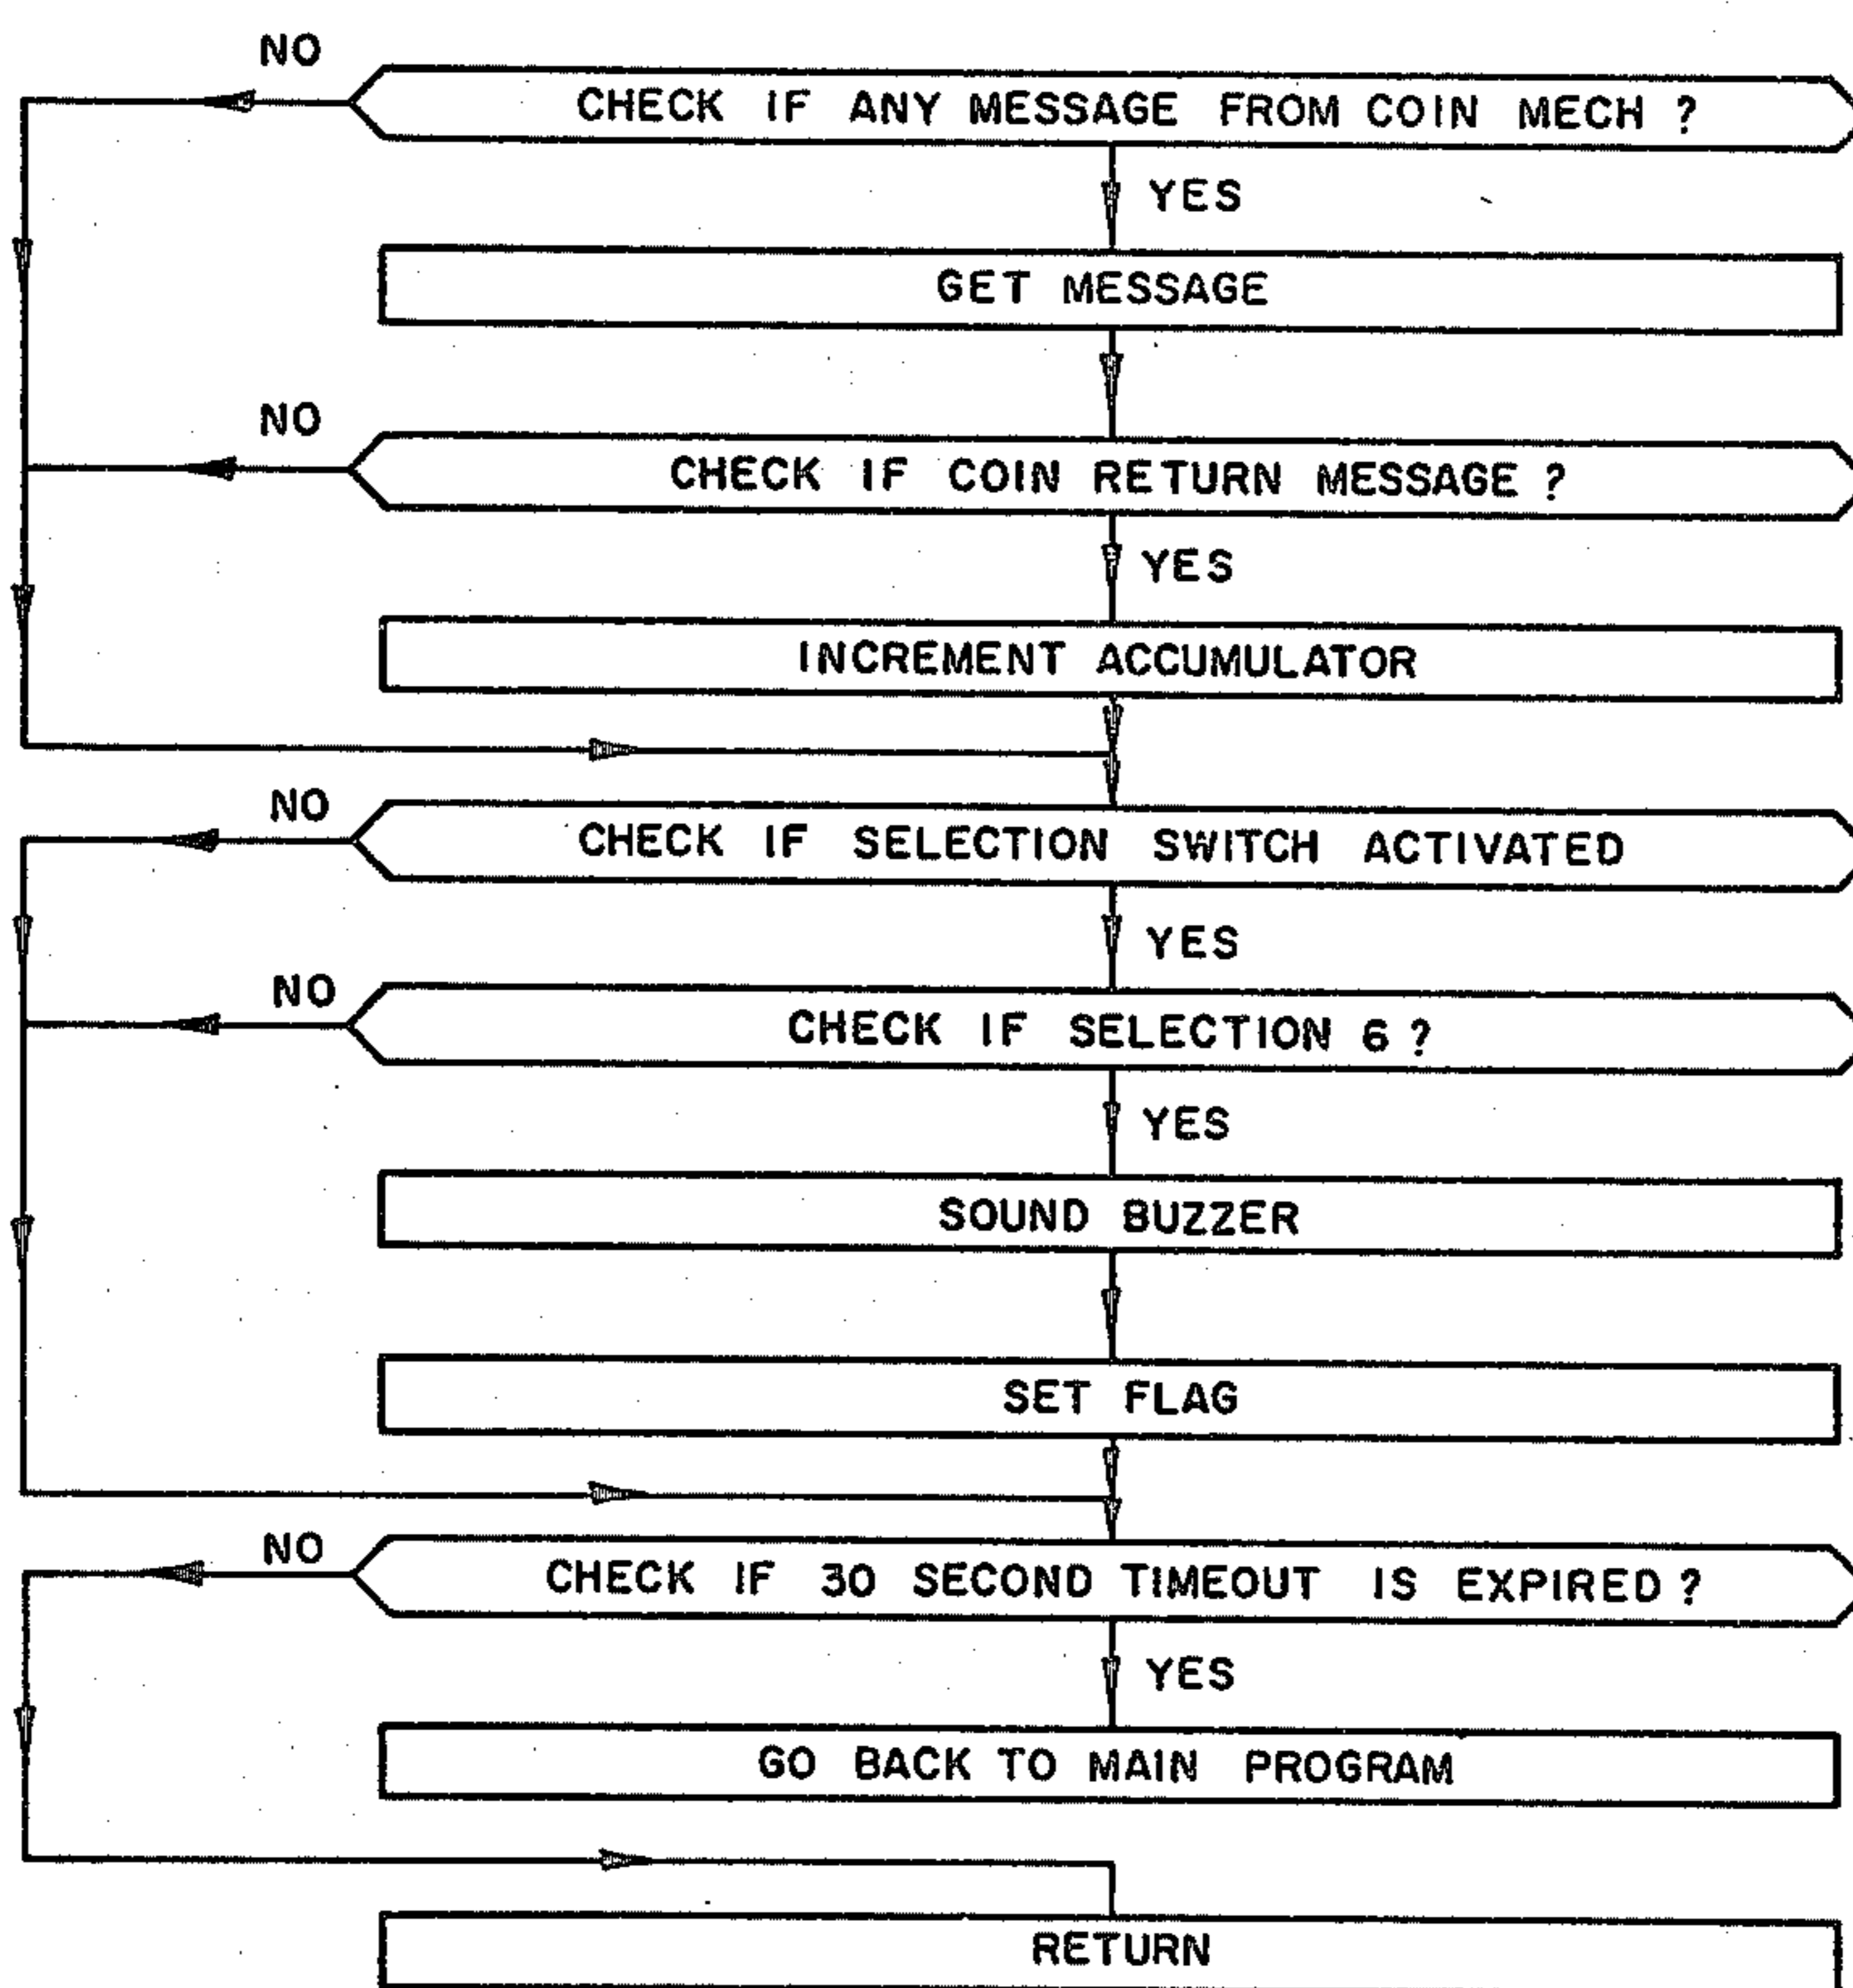 NO
CHECK IF ANY MESSAGE FROM COIN MECH ?
YES
GET MESSAGE
NO
CHECK IF COIN RETURN MESSAGE ?
YES
INCREMENT ACCUMULATOR
NO
CHECK IF SELECTION SWITCH ACTIVATED
YES
NO
CHECK IF SELECTION 6 ?
YES
SOUND BUZZER
SET FLAG
NO
CHECK IF 30 SECOND TIMEOUT IS EXPIRED ?
YES
GO BACK TO MAIN PROGRAM
RETURN